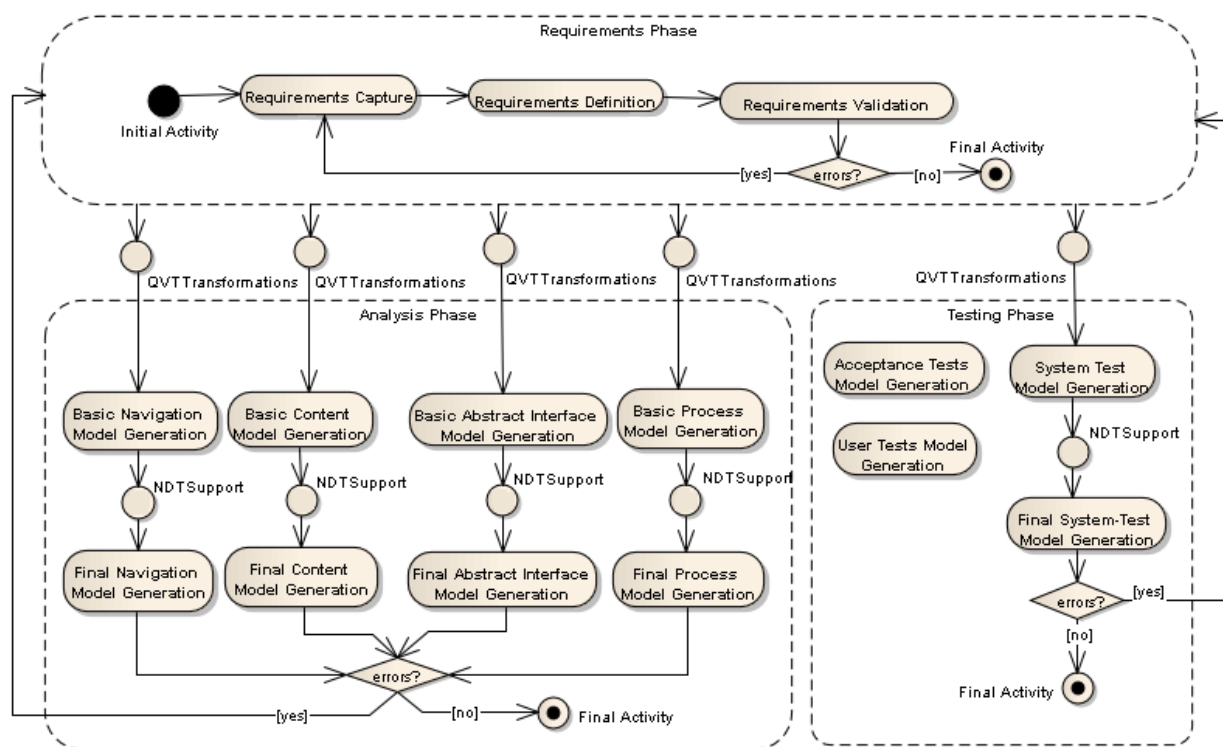 Requirements Phase
Requirements Capture
Requirements Definition
Requirements Validation
Initial Activity
Final Activity
errors?
[yes]
[no]
QVTTransformations
QVTTransformations
QVTTransformations
QVTTransformations
QVTTransformations
Analysis Phase
Basic Navigation
Model Generation
Basic Content
Model Generation
Basic Abstract Interface
Model Generation
Basic Process
Model Generation
NDTSupport
NDTSupport
NDTSupport
NDTSupport
Final Navigation
Model Generation
Final Content
Model Generation
Final Abstract Interface
Model Generation
Final Process
Model Generation
errors?
[yes]
[no]
Final Activity
Testing Phase
Acceptance Tests
Model Generation
System Test
Model Generation
User Tests Model
Generation
NDTSupport
Final System-Test
Model Generation
errors?
[yes]
[no]
Final Activity